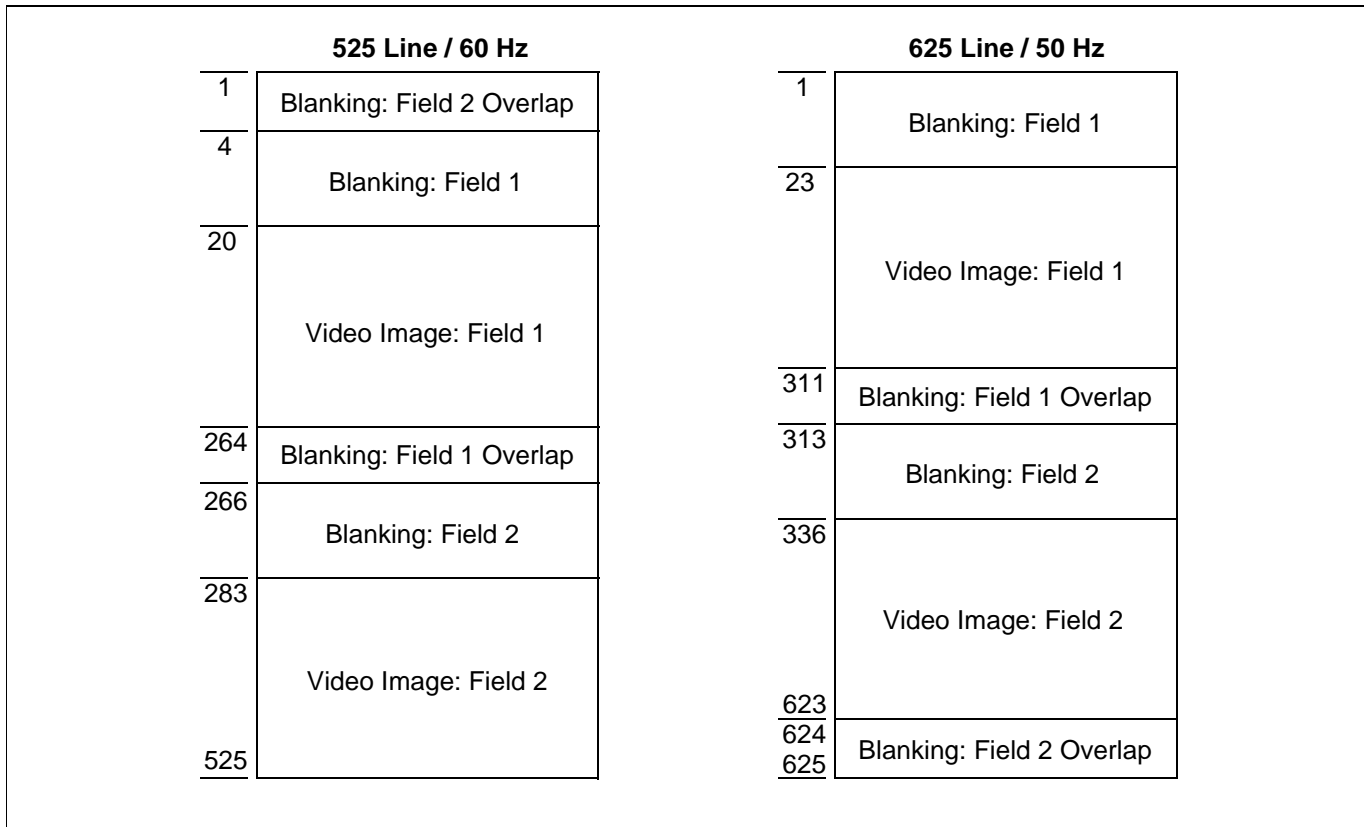 525 Line / 60 Hz
1
Blanking: Field 2 Overlap
4
Blanking: Field 1
20
Video Image: Field 1
264
Blanking: Field 1 Overlap
266
Blanking: Field 2
283
Video Image: Field 2
525
625 Line / 50 Hz
1
Blanking: Field 1
23
Video Image: Field 1
311
Blanking: Field 1 Overlap
313
Blanking: Field 2
336
Video Image: Field 2
623
624
Blanking: Field 2 Overlap
625